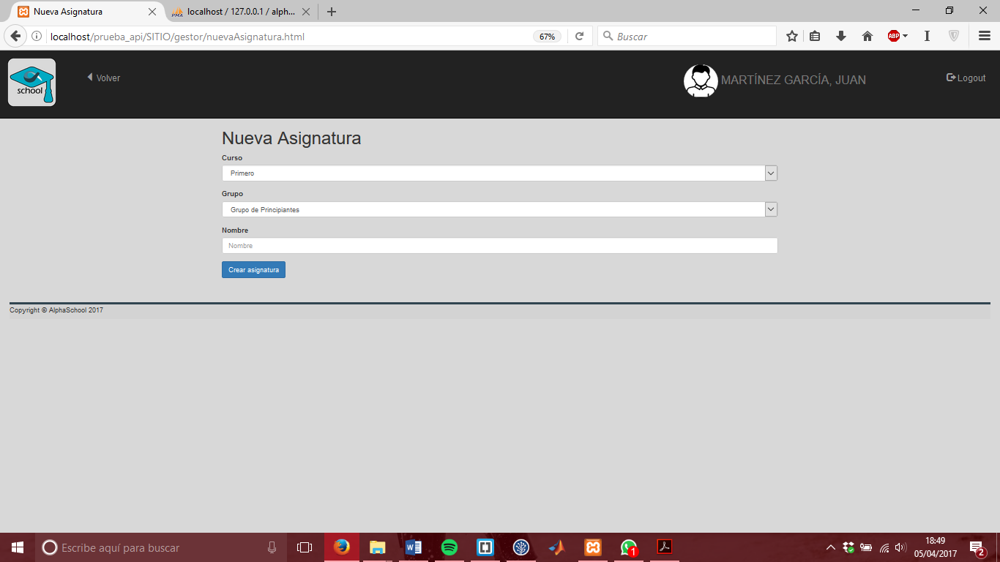 Nueva Asignatura
PMA
localhost / 127.0.0.1 / alph...
localhost/prueba_api/SITIO/gestor/nuevaAsignatura.html
67%
Buscar
ABP
school
Volver
MARTÍNEZ GARCÍA, JUAN
Logout
Nueva Asignatura
Curso
Primero
Grupo
Grupo de Principiantes
Nombre
Nombre
Crear asignatura
Copyright © AlphaSchool 2017
Escribe aquí para buscar
1
18:49
05/04/2017
2